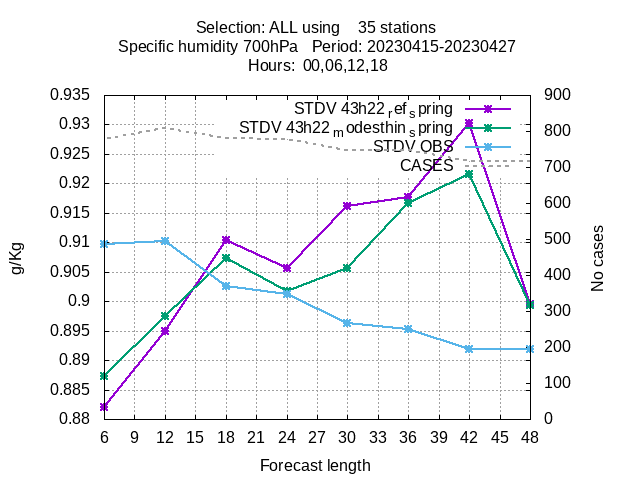 Selection: ALL using    35 stations
Specific humidity 700hPa   Period: 20230415-20230427
Hours:  00,06,12,18
STDV 43h22_ref_spring
STDV 43h22_modesthin_spring
STDV OBS
CASES
g/Kg
0.935
0.93
0.925
0.92
0.915
0.91
0.905
0.9
0.895
0.89
0.885
0.88
900
800
700
600
500
400
300
200
100
0
No cases
6 9 12 15 18 21 24 27 30 33 36 39 42 45 48
Forecast length